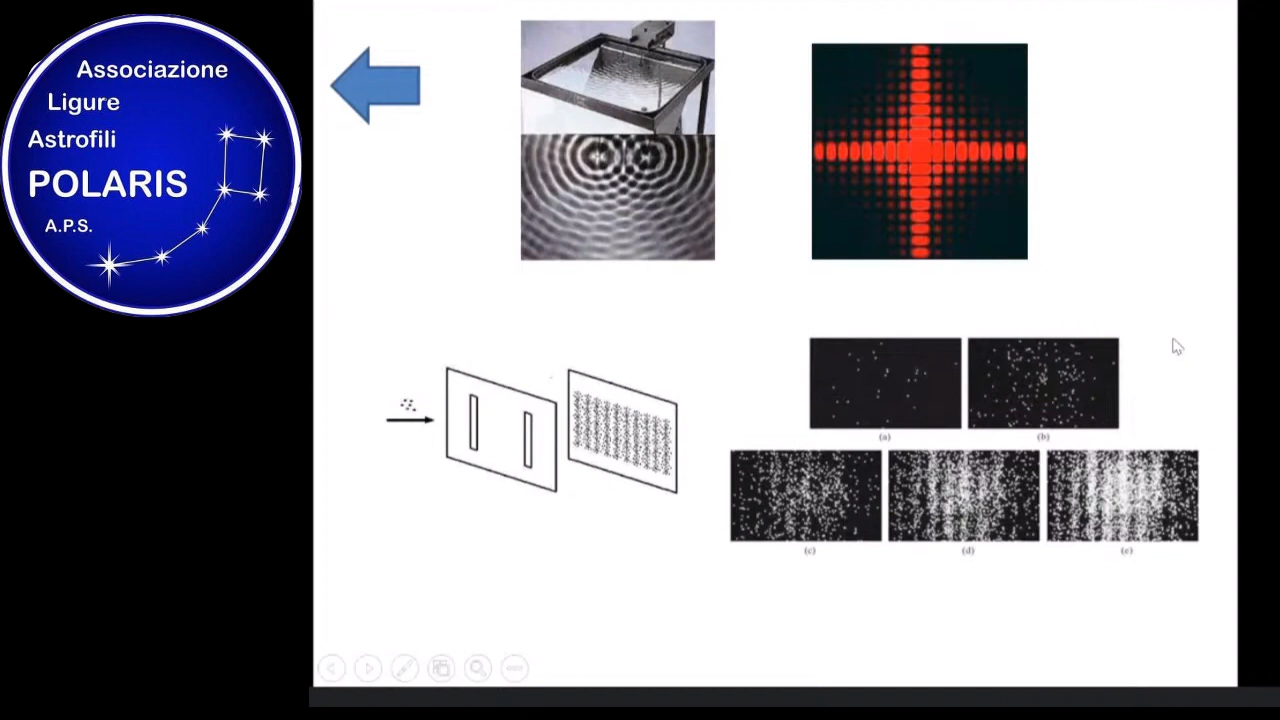 Associazione
Ligure
Astrofili
POLARIS
A.P.S.
(a)
(b)
(c)
(d)
(e)